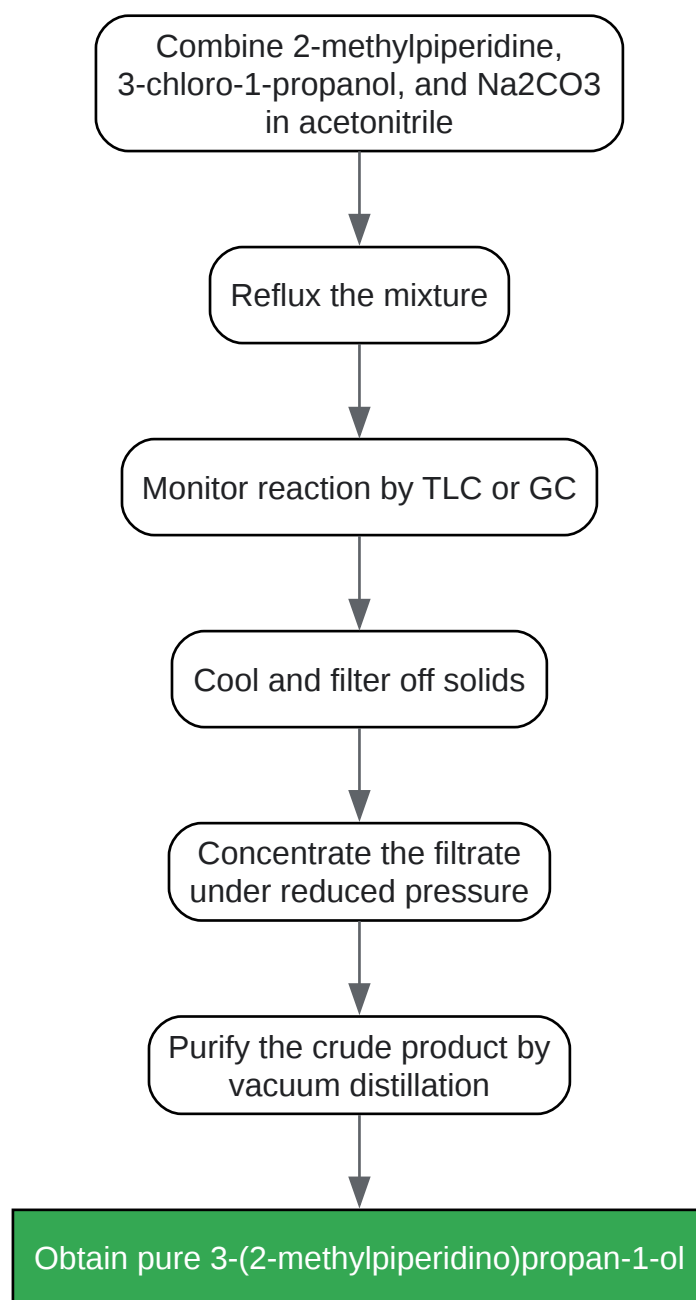 Combine 2-methylpiperidine,
3-chloro-1-propanol, and Na2CO3
in acetonitrile
Reflux the mixture
Monitor reaction by TLC or GC
Cool and filter off solids
Concentrate the filtrate
under reduced pressure
Purify the crude product by
vacuum distillation
Obtain pure 3-(2-methylpiperidino)propan-1-ol